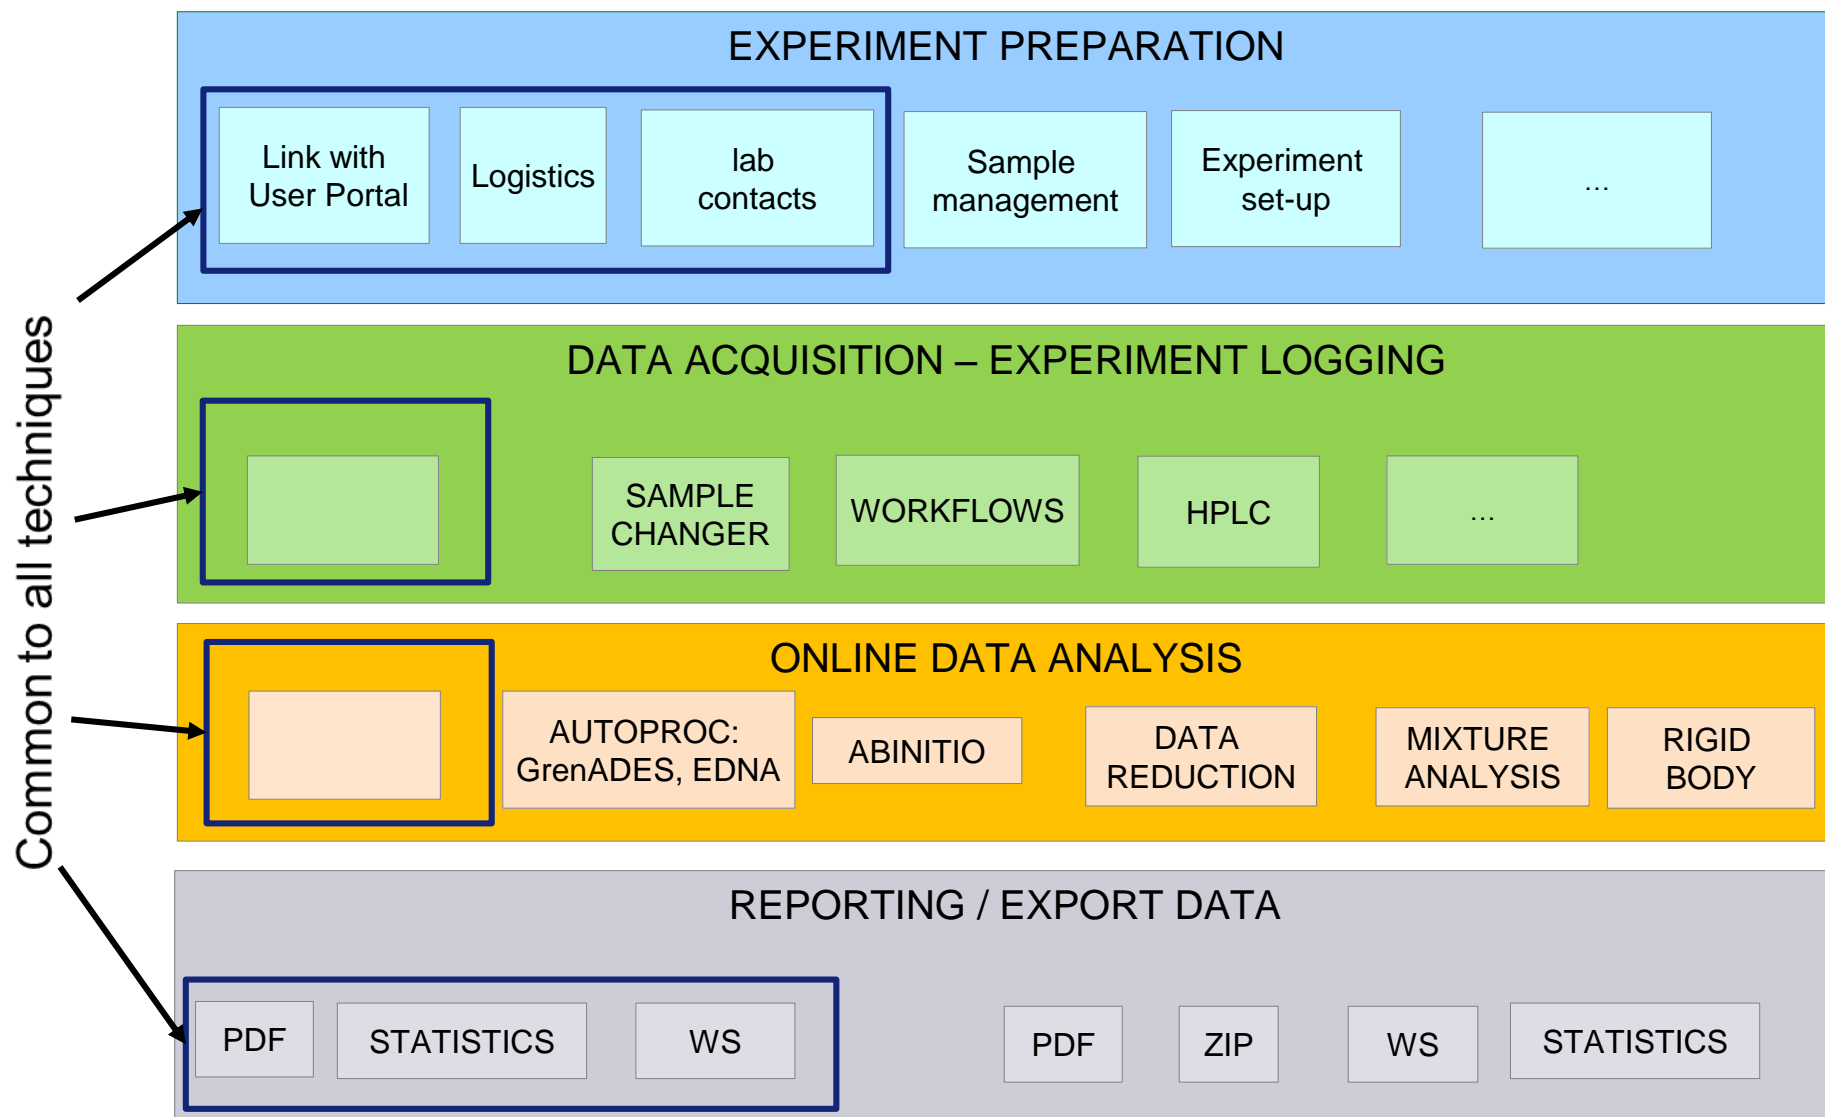 EXPERIMENT PREPARATION
Link with
User Portal
Logistics
lab
contacts
Sample
management
Experiment
set-up
...
Common to all techniques
DATA ACQUISITION – EXPERIMENT LOGGING
SAMPLE
CHANGER
WORKFLOWS
HPLC
...
ONLINE DATA ANALYSIS
AUTOPROC:
GrenADES, EDNA
ABINITIO
DATA
REDUCTION
MIXTURE
ANALYSIS
RIGID
BODY
REPORTING / EXPORT DATA
PDF
STATISTICS
WS
PDF
ZIP
WS
STATISTICS